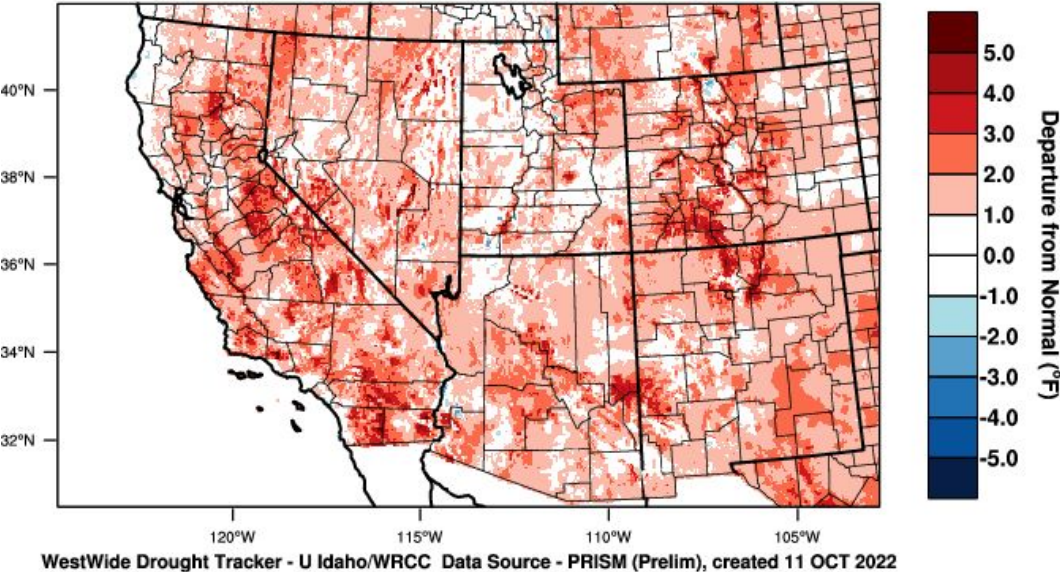 5.0
4.0
3.0
2.0
1.0
0.0
-1.0
-2.0
-3.0
-4.0
-5.0
Departure from Normal (°F)
40°N
38°N
36°N
34°N
32°N
120°W 115°W 110°W 105°W
WestWide Drought Tracker - U Idaho/WRCC Data Source - PRISM (Prelim), created 11 OCT 2022